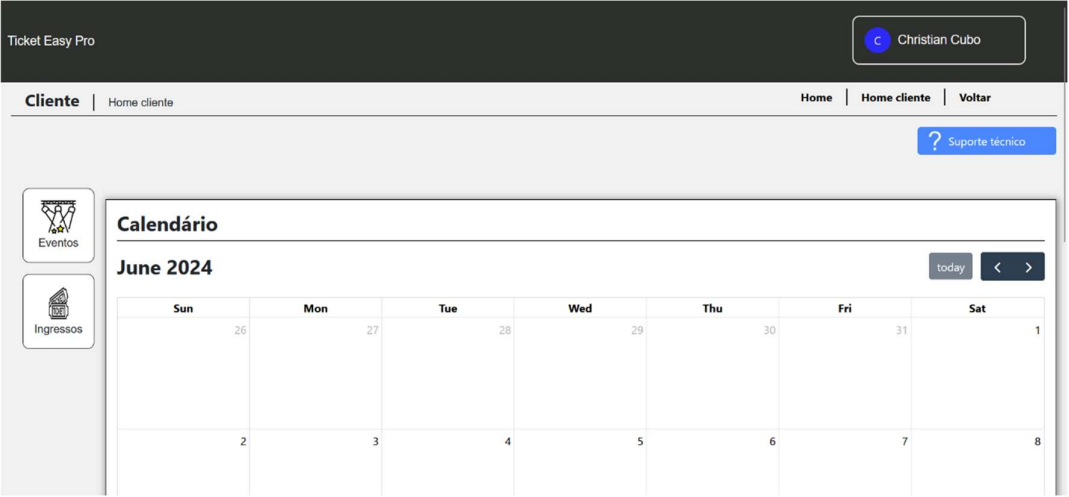 Ticket Easy Pro
C Christian Cubo
Cliente | Home cliente
Home | Home cliente | Voltar
? Suporte técnico
Eventos
Ingressos
Calendário
June 2024
today < >
Sun Mon Tue Wed Thu Fri Sat
26 27 28 29 30 31 1
2 3 4 5 6 7 8